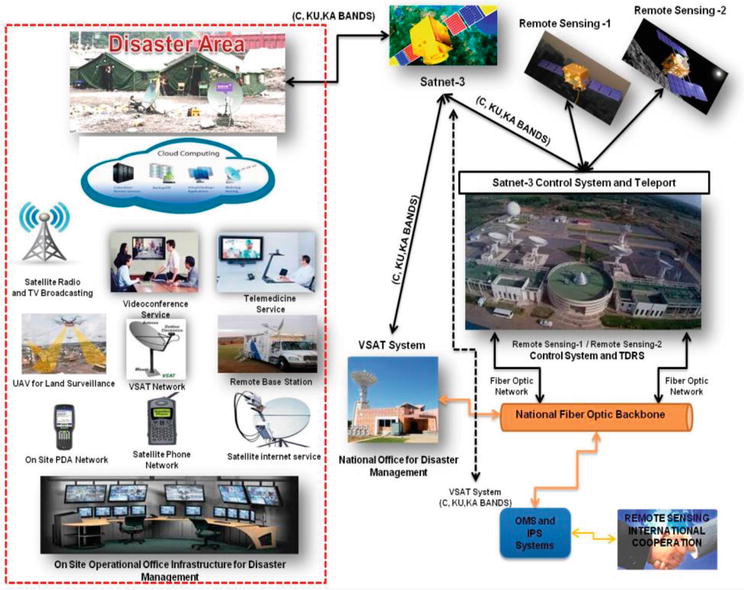 (C, KU,KA BANDS)
Disaster Area
Satnet-3
Remote Sensing -1
Remote Sensing -2
Cloud Computing
(C, KU,KA BANDS)
(C, KU,KA BANDS)
Satnet-3 Control System and Teleport
Satellite Radio
and TV Broadcasting
Videoconference
Service
Telemedicine
Service
UAV for Land Surveillance
VSAT
VSAT Network
Remote Base Station
VSAT System
Remote Sensing-1 / Remote Sensing-2
Control System and TDRS
Fiber Optic
Network
Fiber Optic
Network
National Fiber Optic Backbone
On Site PDA Network
Satellite Phone
Network
Satellite internet service
National Office for Disaster
Management
VSAT System
(C, KU,KA BANDS)
OMS and
IPS
Systems
REMOTE SENSING
INTERNATIONAL
COOPERATION
On Site Operational Office Infrastructure for Disaster
Management